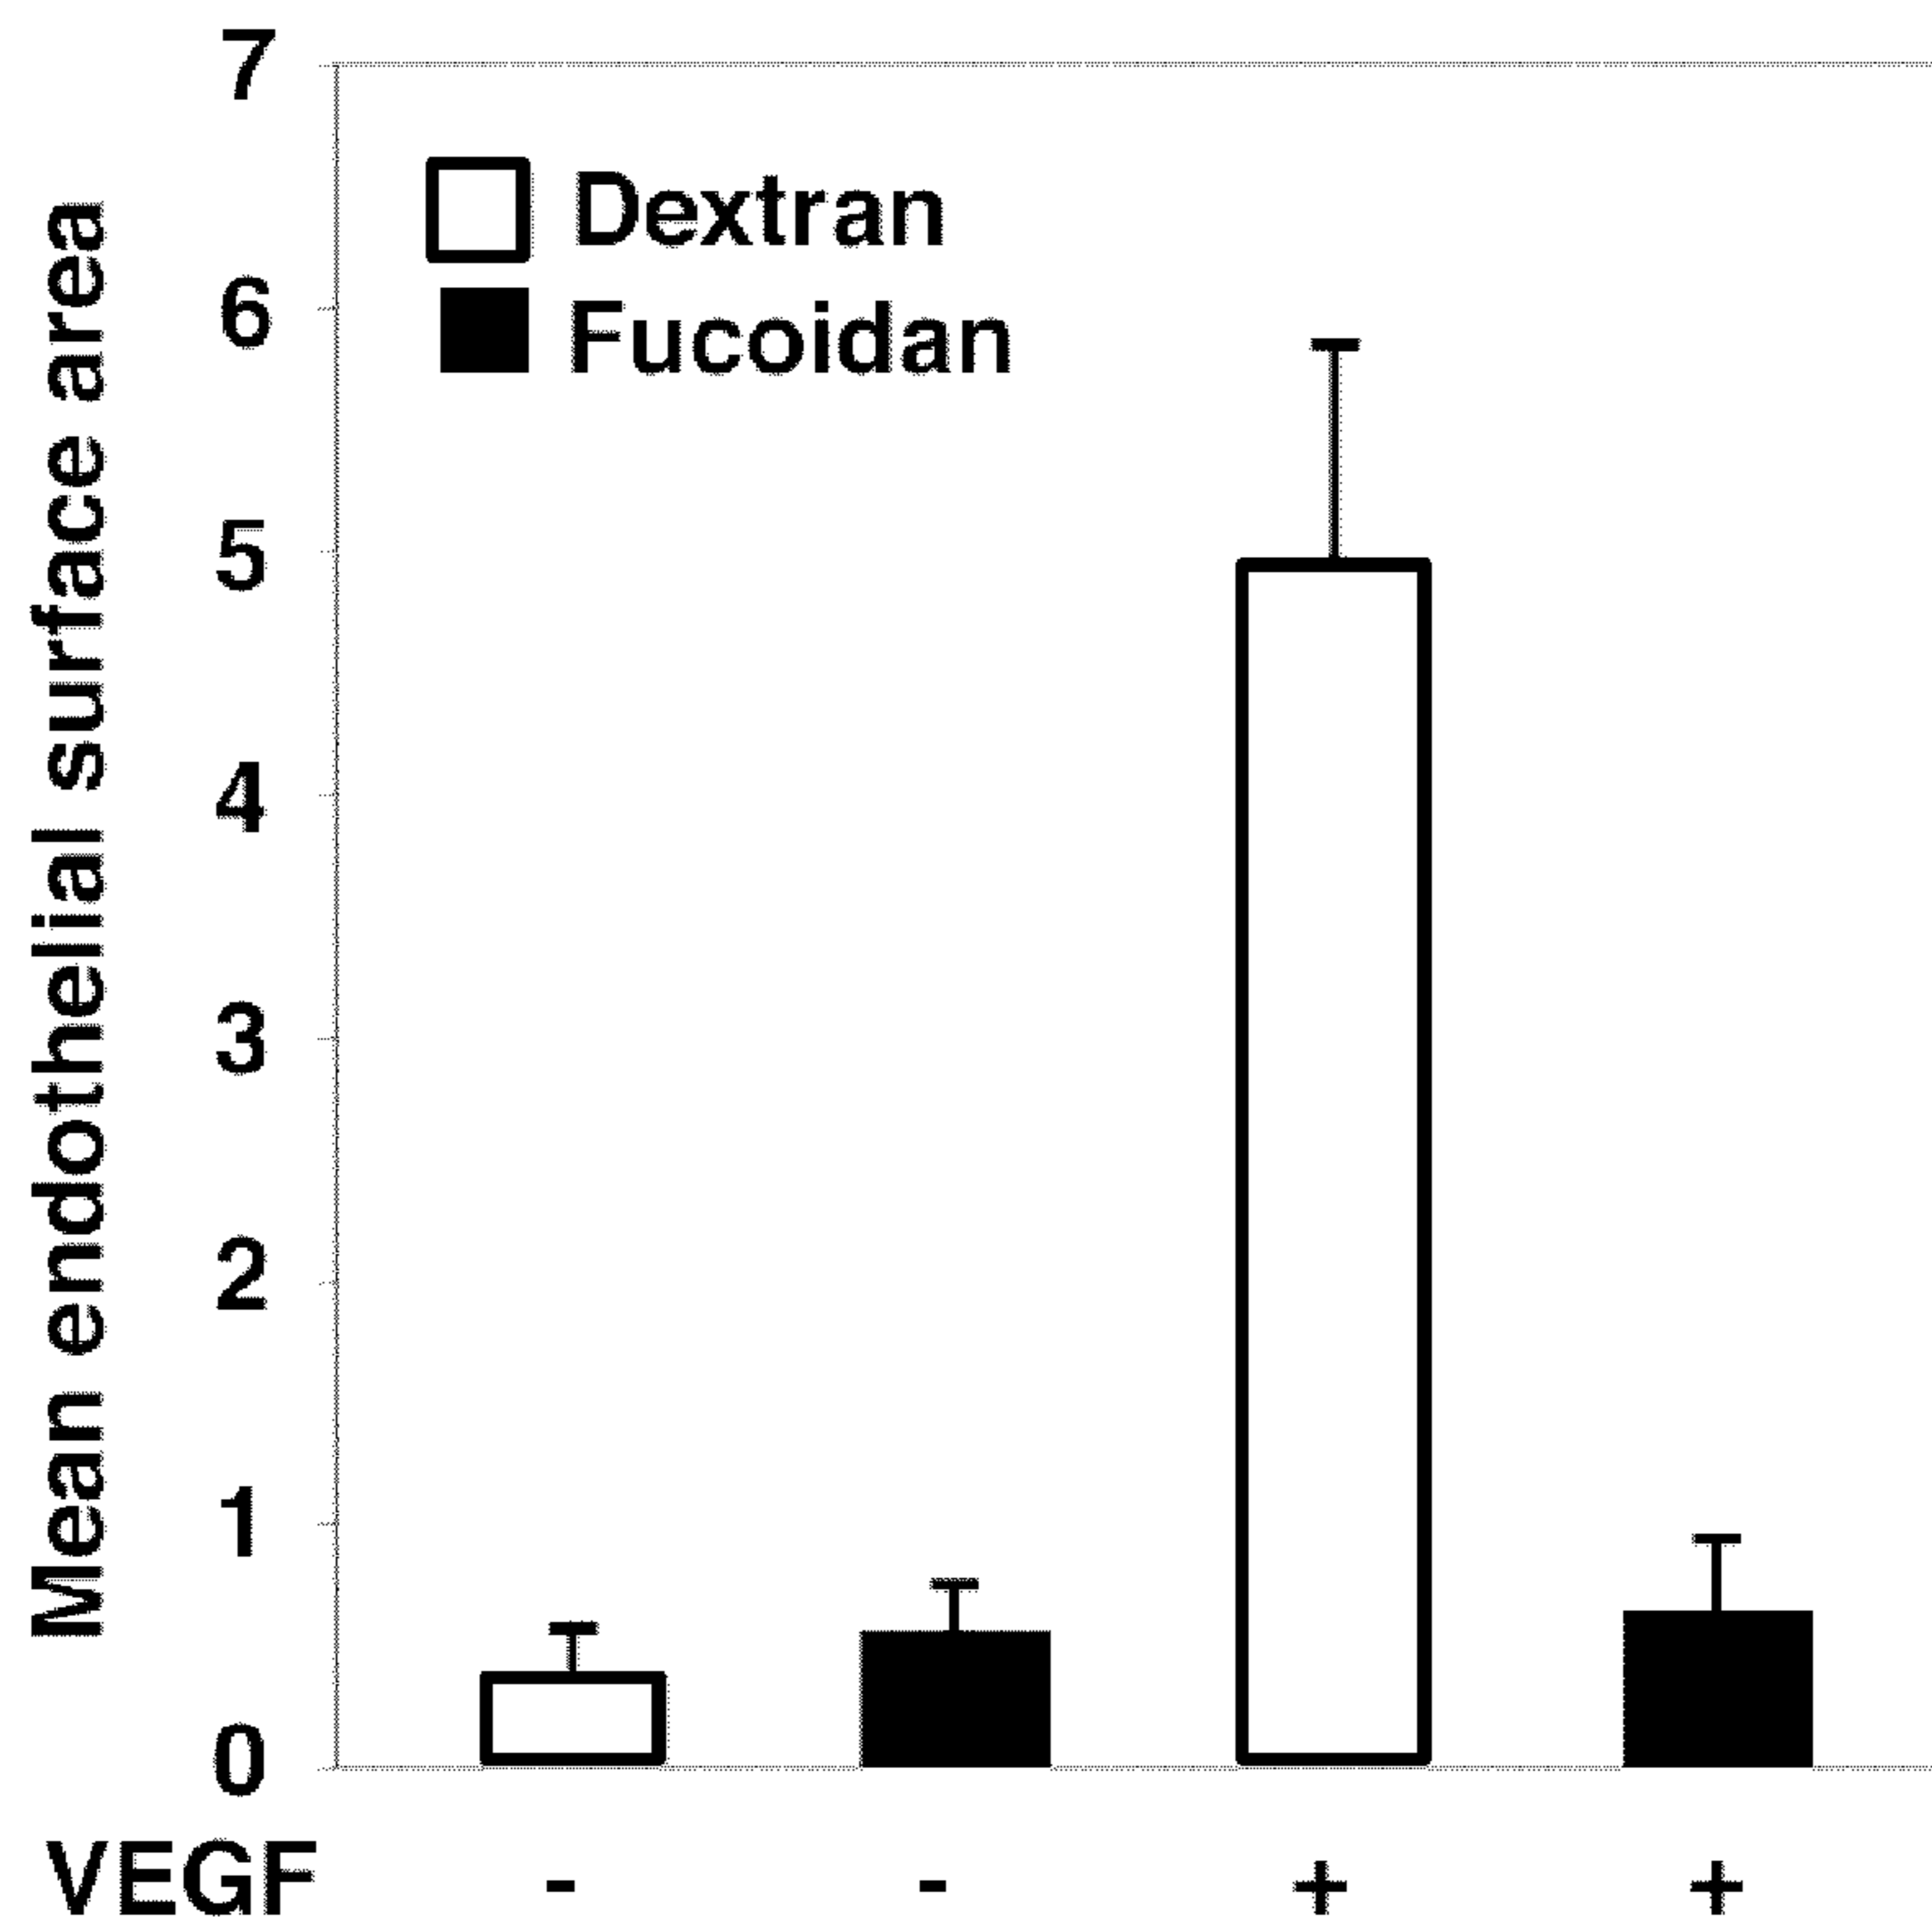 Mean endothelial surface area
7
6
5
4
3
2
1
0
Dextran
Fucoidan
VEGF - - + +